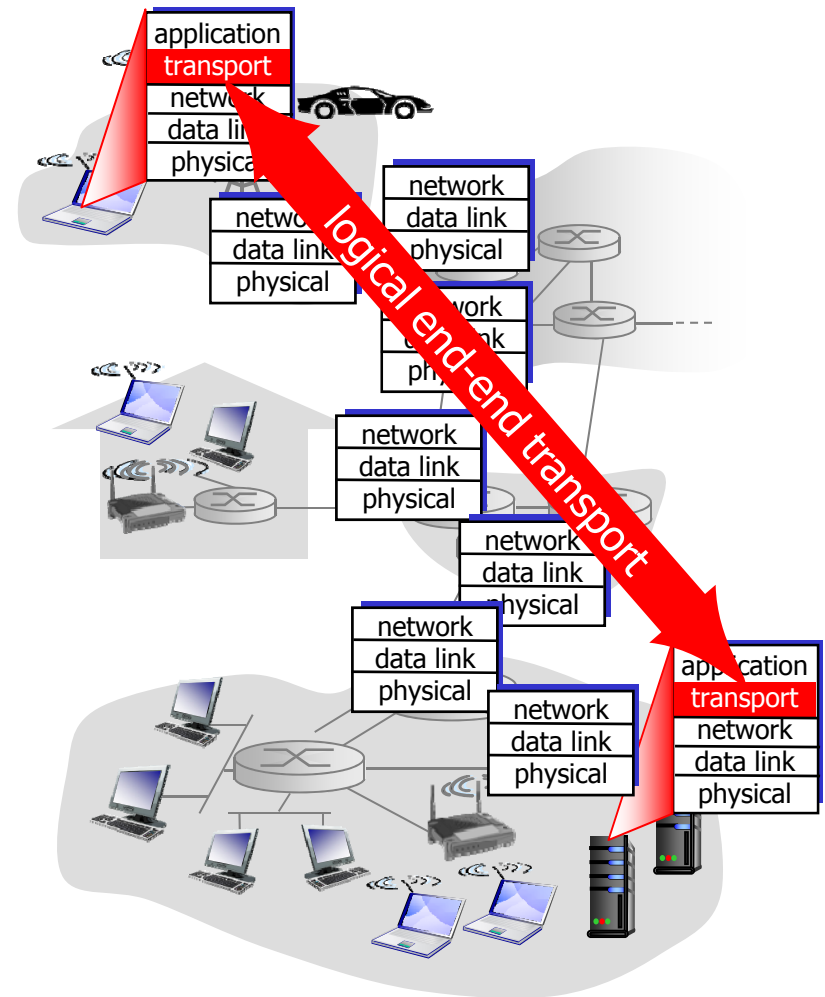 application
transport
network
data link
physical
network
data link
physical
network
data link
physical
logical end-end transport
network
data link
physical
network
data link
physical
network
data link
physical
network
data link
physical
application
transport
network
data link
physical